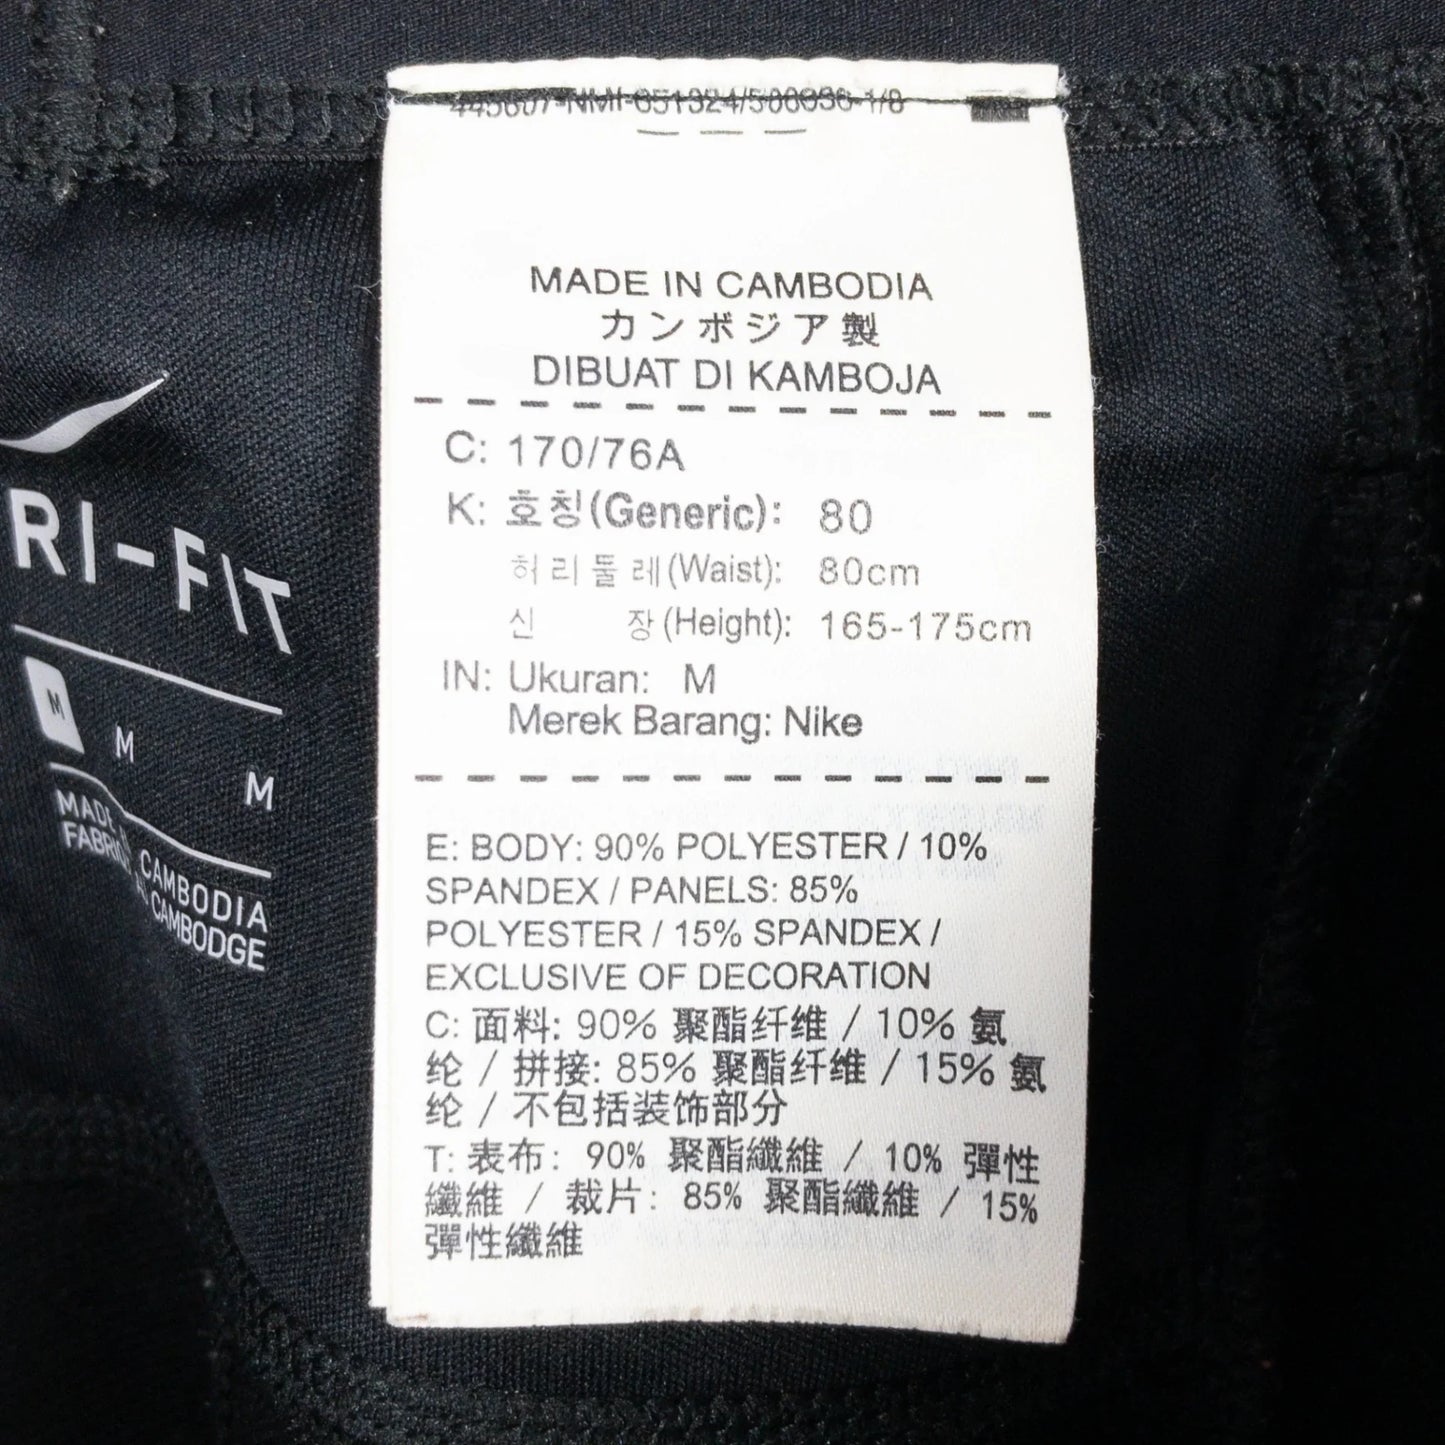 MADE IN CAMBODIA
カンボジア製
DIBUAT DI KAMBOJA
C: 170/76A
K: 호칭(Generic): 80
허리둘레(Waist): 80cm
신 장(Height): 165-175cm
IN: Ukuran: M
Merek Barang: Nike
E: BODY: 90% POLYESTER / 10%
SPANDEX / PANELS: 85%
POLYESTER / 15% SPANDEX /
EXCLUSIVE OF DECORATION
C: 面料: 90% 聚酯纤维 / 10% 氨
纶 / 拼接: 85% 聚酯纤维 / 15% 氨
纶 / 不包括装饰部分
T: 表布: 90% 聚酯纖維 / 10% 彈性
纖維 / 裁片: 85% 聚酯纖維 / 15%
彈性纖維
RI-FIT
M M M
MADE IN CAMBODIA
CAMBODGE